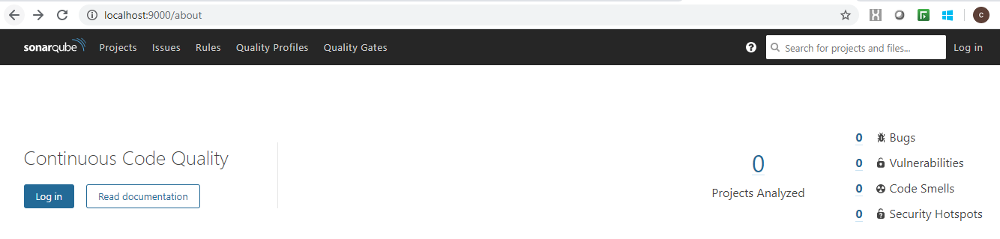 localhost:9000/about
C
sonarqube Projects Issues Rules Quality Profiles Quality Gates ? Search for projects and files... Log in
Continuous Code Quality
Log in Read documentation
0
Projects Analyzed
0 Bugs
0 Vulnerabilities
0 Code Smells
0 Security Hotspots